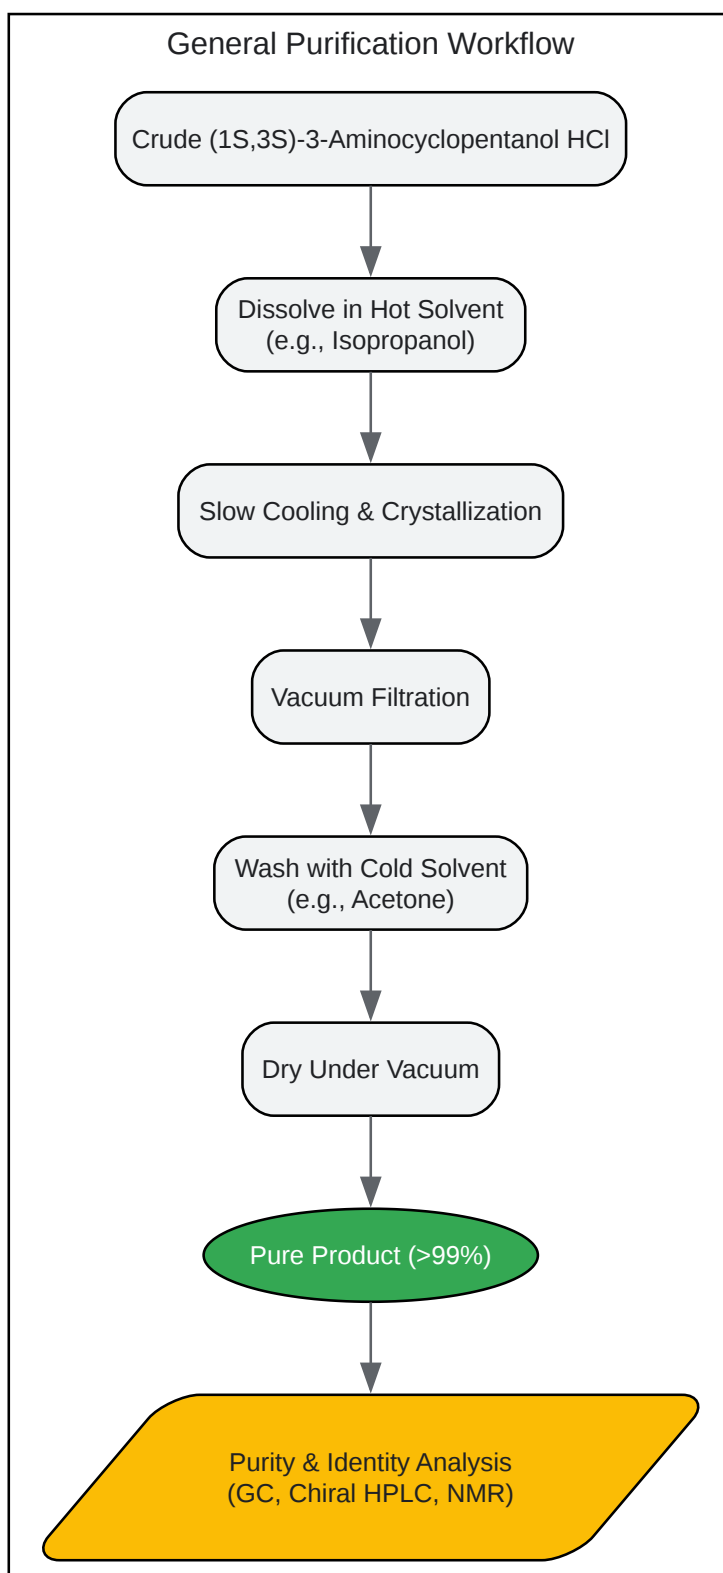 General Purification Workflow
Crude (1S,3S)-3-Aminocyclopentanol HCl
Dissolve in Hot Solvent
(e.g., Isopropanol)
Slow Cooling & Crystallization
Vacuum Filtration
Wash with Cold Solvent
(e.g., Acetone)
Dry Under Vacuum
Pure Product (>99%)
Purity & Identity Analysis
(GC, Chiral HPLC, NMR)